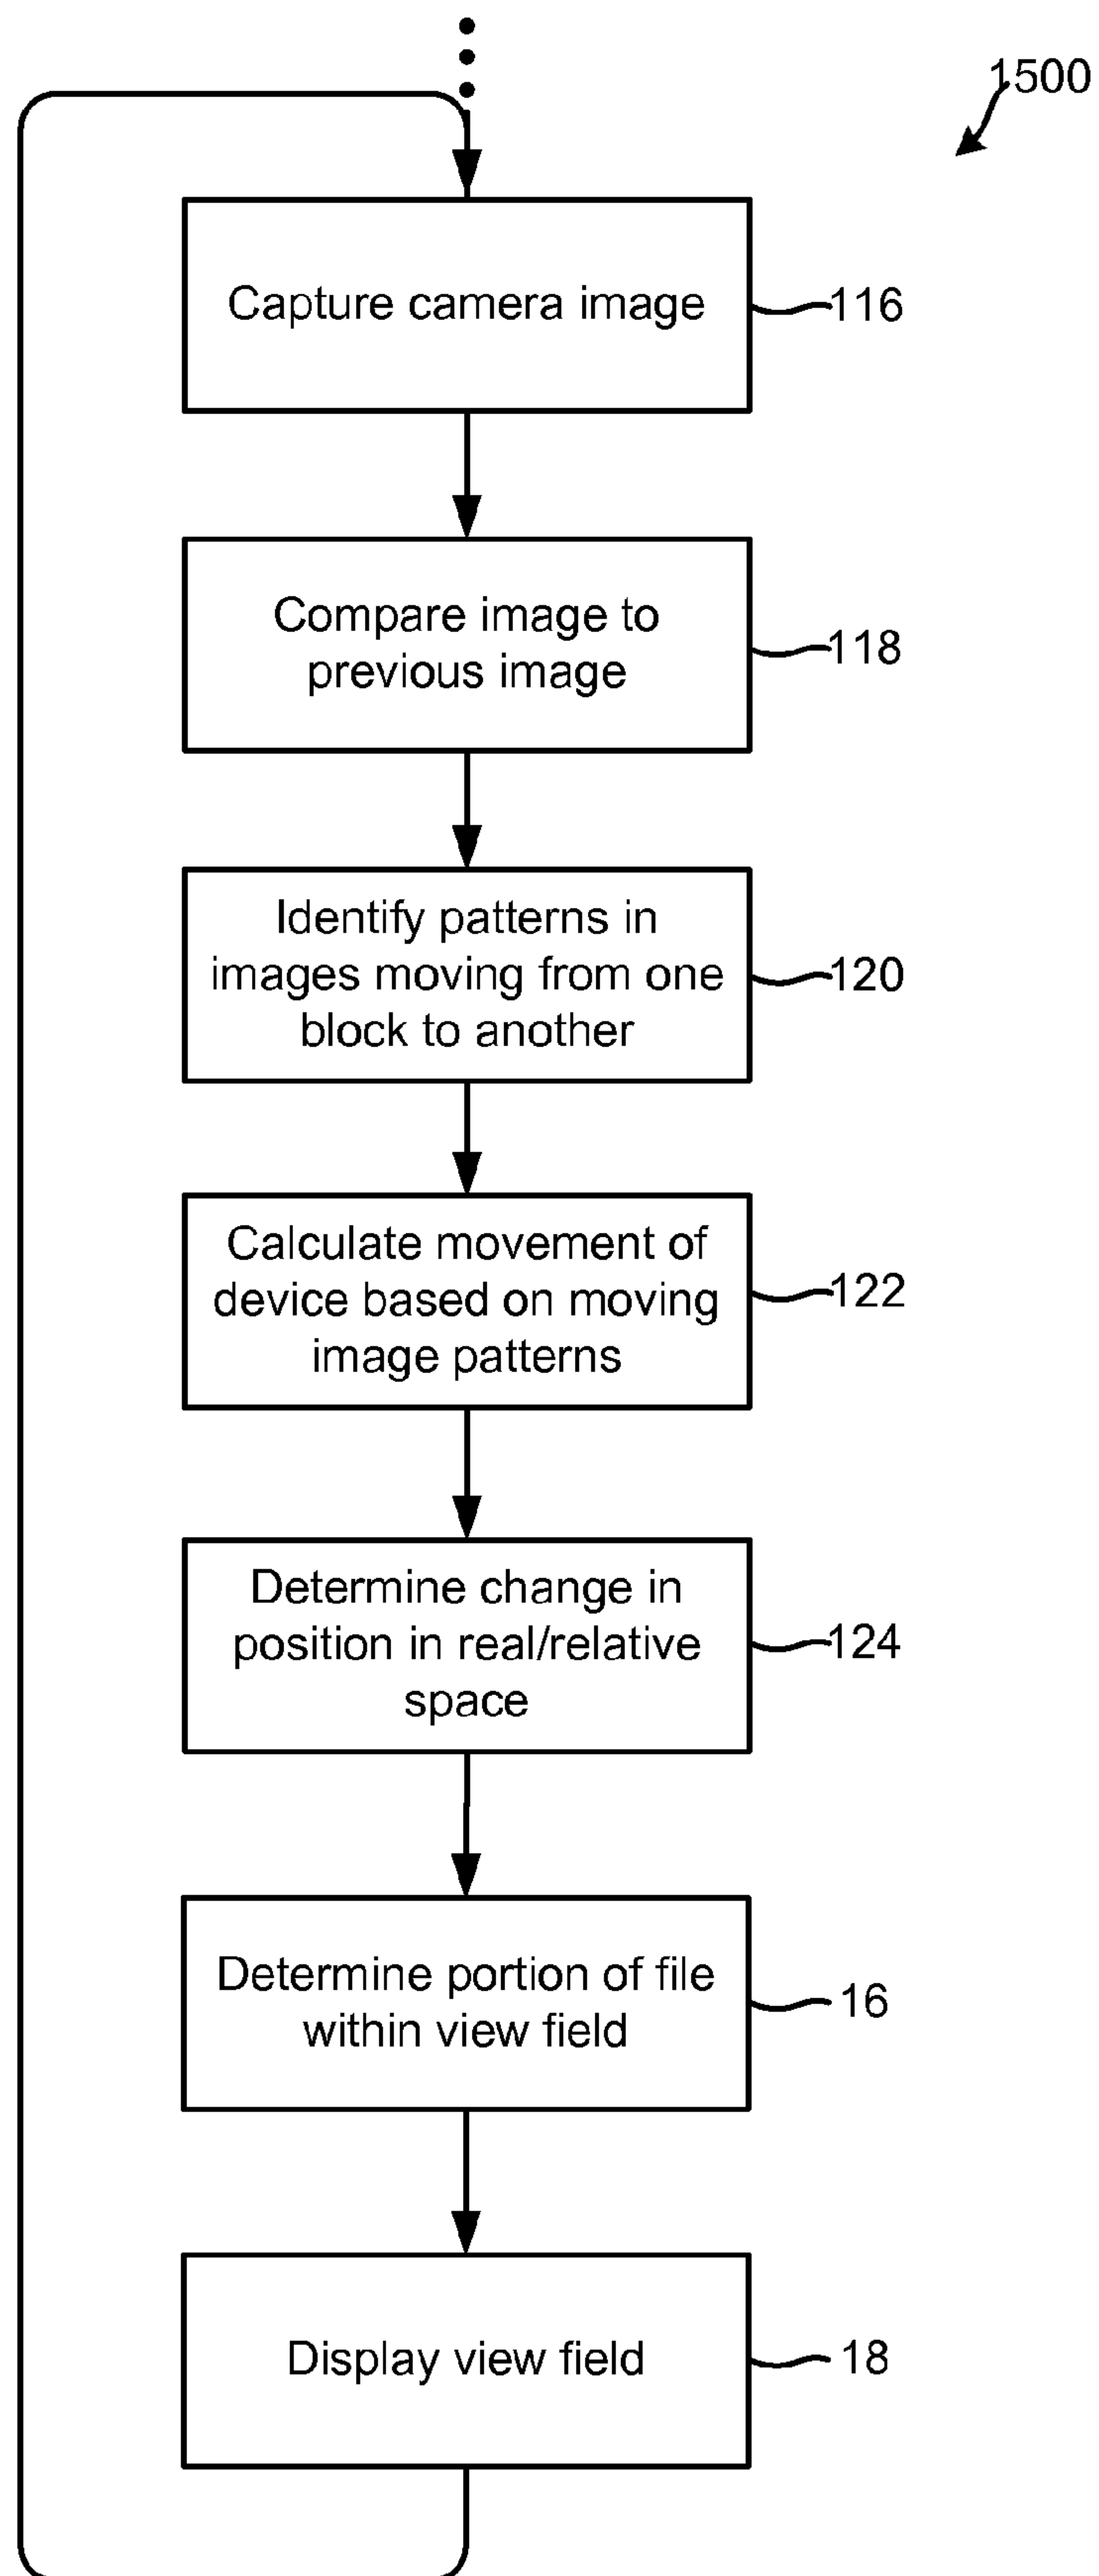 1500
Capture camera image
116
Compare image to
previous image
118
Identify patterns in
images moving from one
block to another
120
Calculate movement of
device based on moving
image patterns
122
Determine change in
position in real/relative
space
124
Determine portion of file
within view field
16
Display view field
18